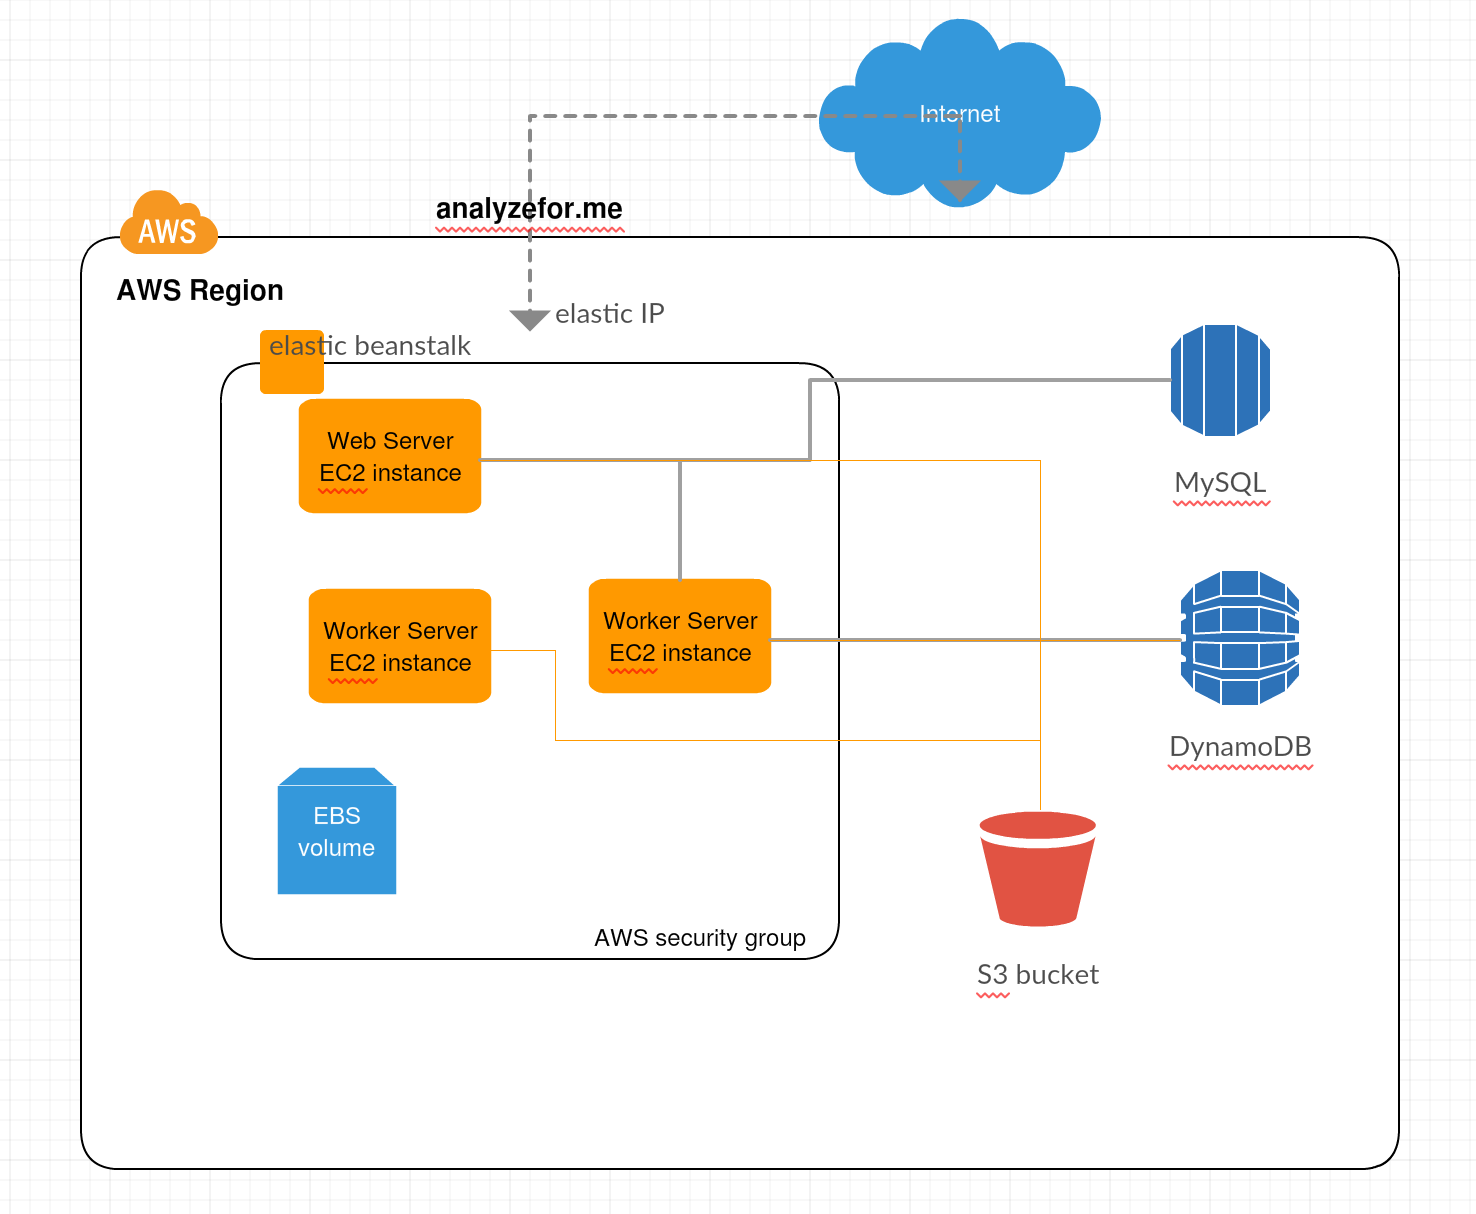 Internet
analyzefor.me
AWS
AWS Region
elastic IP
elastic beanstalk
Web Server
EC2 instance
MySQL
Worker Server
EC2 instance
Worker Server
EC2 instance
DynamoDB
EBS
volume
AWS security group
S3 bucket